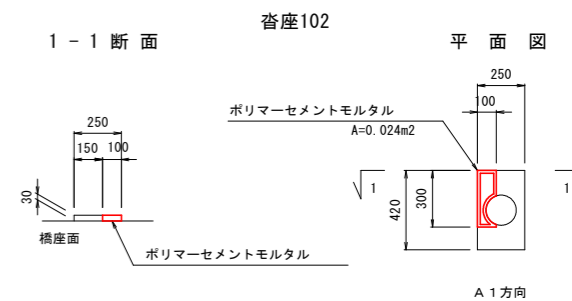 沓座102
1 - 1 断 面
平 面 図
250
150 100
30
橋座面
ポリマーセメントモルタル
ポリマーセメントモルタル
A=0.024m2
250
100
300
420
1
1
A 1方向